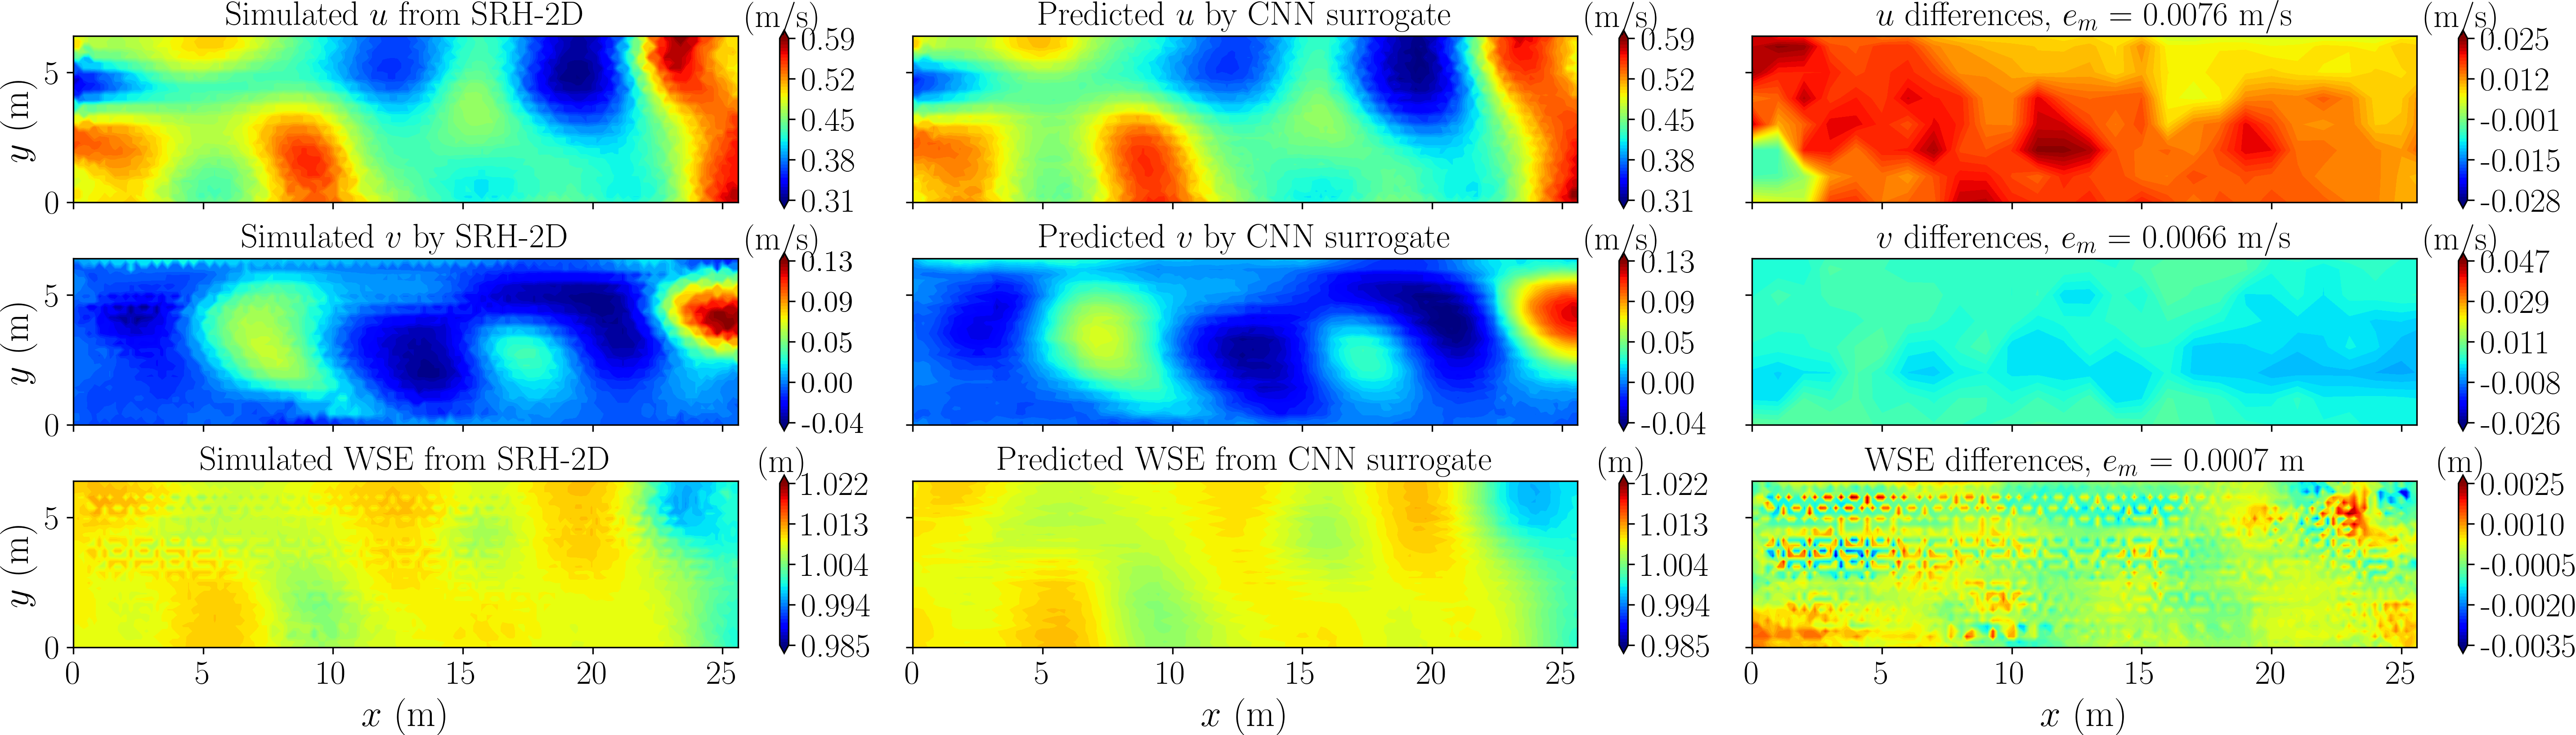 Simulated u from SRH-2D
(m/s)
Predicted u by CNN surrogate
(m/s)
u differences, e_m = 0.0076 m/s
(m/s)
y (m)
5
0
0.59
0.52
0.45
0.38
0.31
0.59
0.52
0.45
0.38
0.31
0.025
0.012
-0.001
-0.015
-0.028
Simulated v by SRH-2D
(m/s)
Predicted v by CNN surrogate
(m/s)
v differences, e_m = 0.0066 m/s
(m/s)
y (m)
5
0
0.13
0.09
0.05
0.00
-0.04
0.13
0.09
0.05
0.00
-0.04
0.047
0.029
0.011
-0.008
-0.026
Simulated WSE from SRH-2D
(m)
Predicted WSE from CNN surrogate
(m)
WSE differences, e_m = 0.0007 m
(m)
y (m)
5
0
1.022
1.013
1.004
0.994
0.985
1.022
1.013
1.004
0.994
0.985
0.0025
0.0010
-0.0005
-0.0020
-0.0035
0 5 10 15 20 25
0 5 10 15 20 25
0 5 10 15 20 25
x (m)
x (m)
x (m)